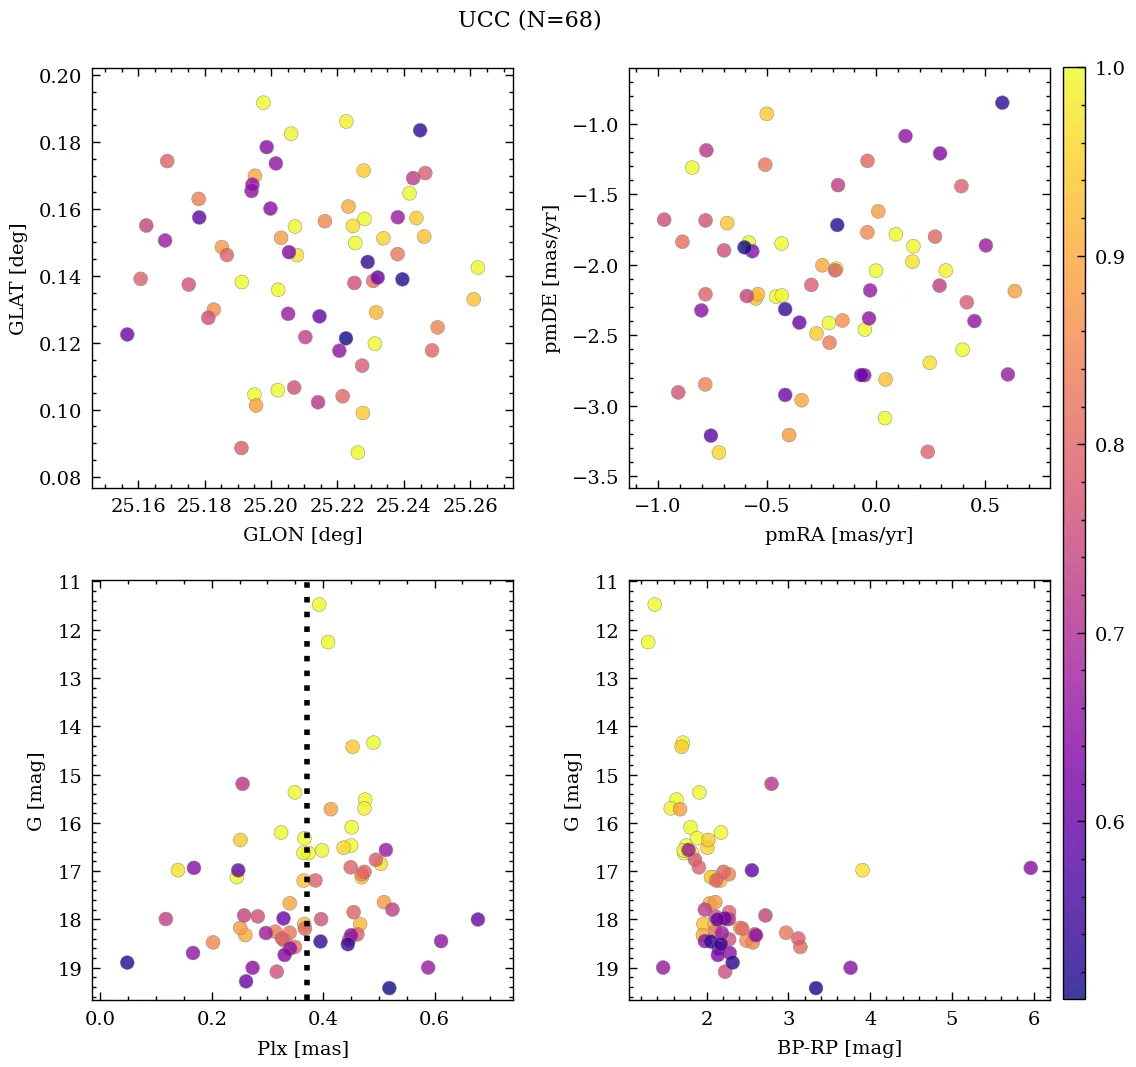 UCC (N=68)
0.20
0.18
0.16
0.14
0.12
0.10
0.08
GLAT [deg]
25.16 25.18 25.20 25.22 25.24 25.26
GLON [deg]
−1.0
−1.5
−2.0
−2.5
−3.0
−3.5
pmDE [mas/yr]
−1.0 −0.5 0.0 0.5
pmRA [mas/yr]
1.0
0.9
0.8
0.7
0.6
11
12
13
14
15
16
17
18
19
G [mag]
0.0 0.2 0.4 0.6
Plx [mas]
11
12
13
14
15
16
17
18
19
G [mag]
2 3 4 5 6
BP-RP [mag]